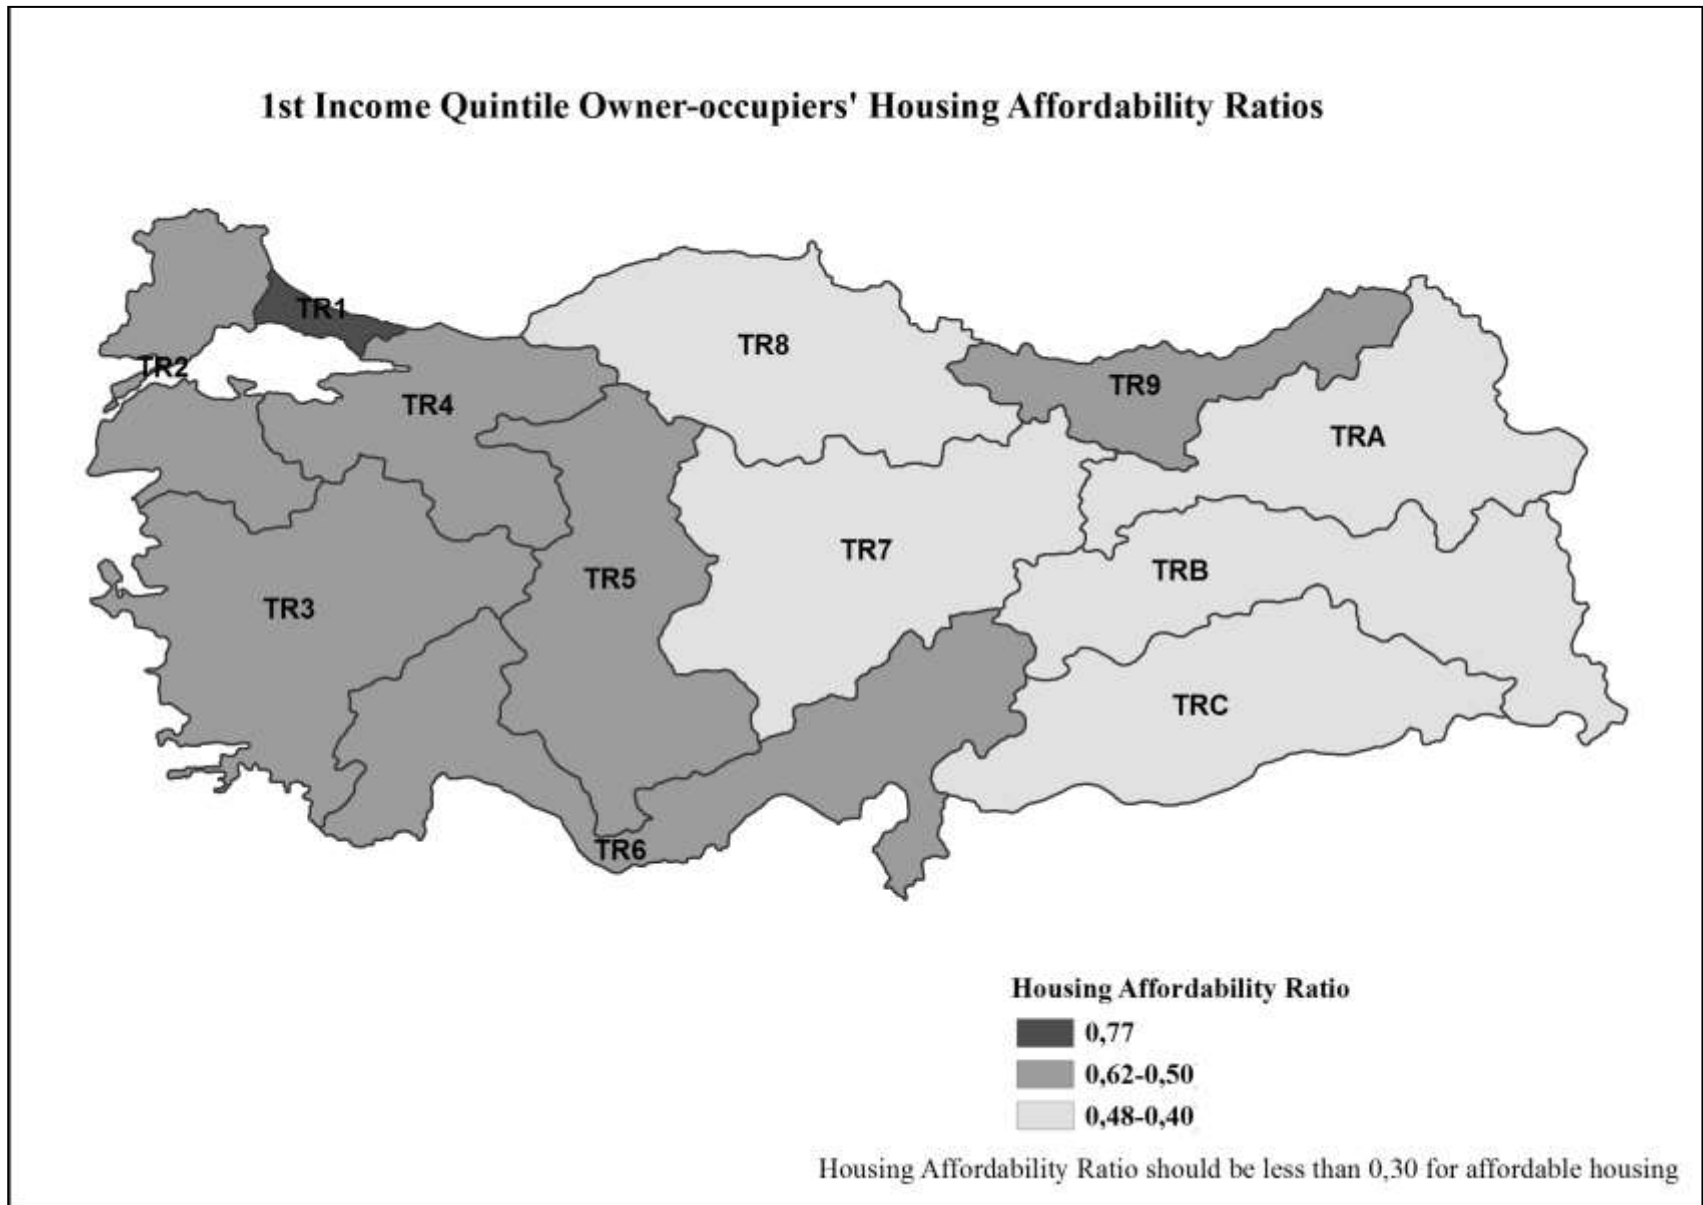 1st Income Quintile Owner-occupiers' Housing Affordability Ratios
TR1
TR2
TR8
TR9
TR4
TRA
TR7
TRB
TR5
TR3
TRC
TR6
Housing Affordability Ratio
0,77
0,62-0,50
0,48-0,40
Housing Affordability Ratio should be less than 0,30 for affordable housing